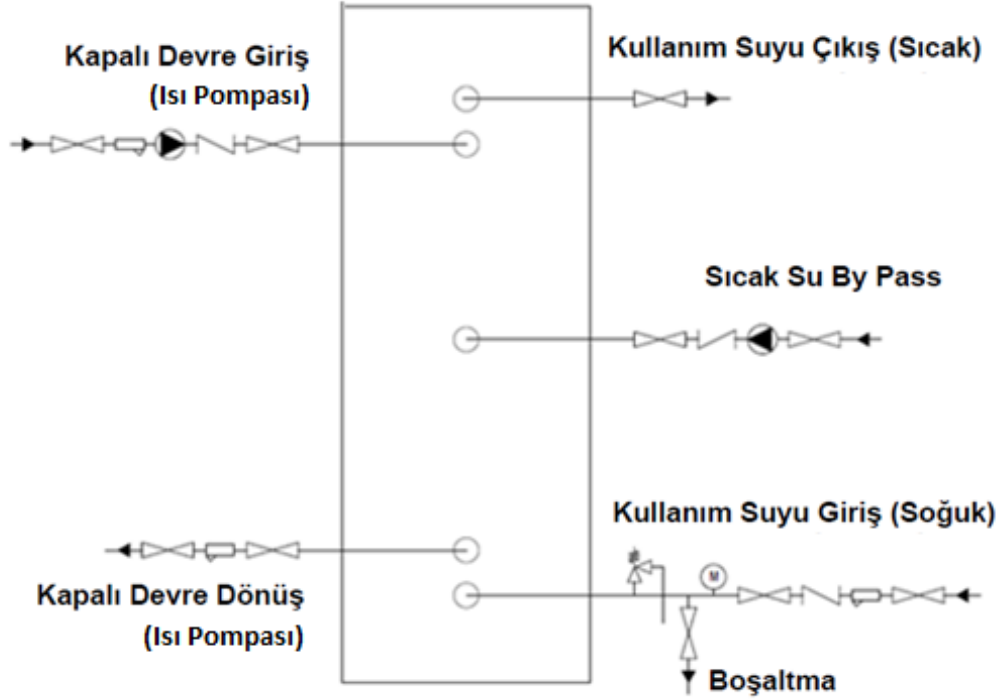 Kapalı Devre Giriş
(Isı Pompası)
Kullanım Suyu Çıkış (Sıcak)
Sıcak Su By Pass
Kullanım Suyu Giriş (Soğuk)
M
Kapalı Devre Dönüş
(Isı Pompası)
Boşaltma